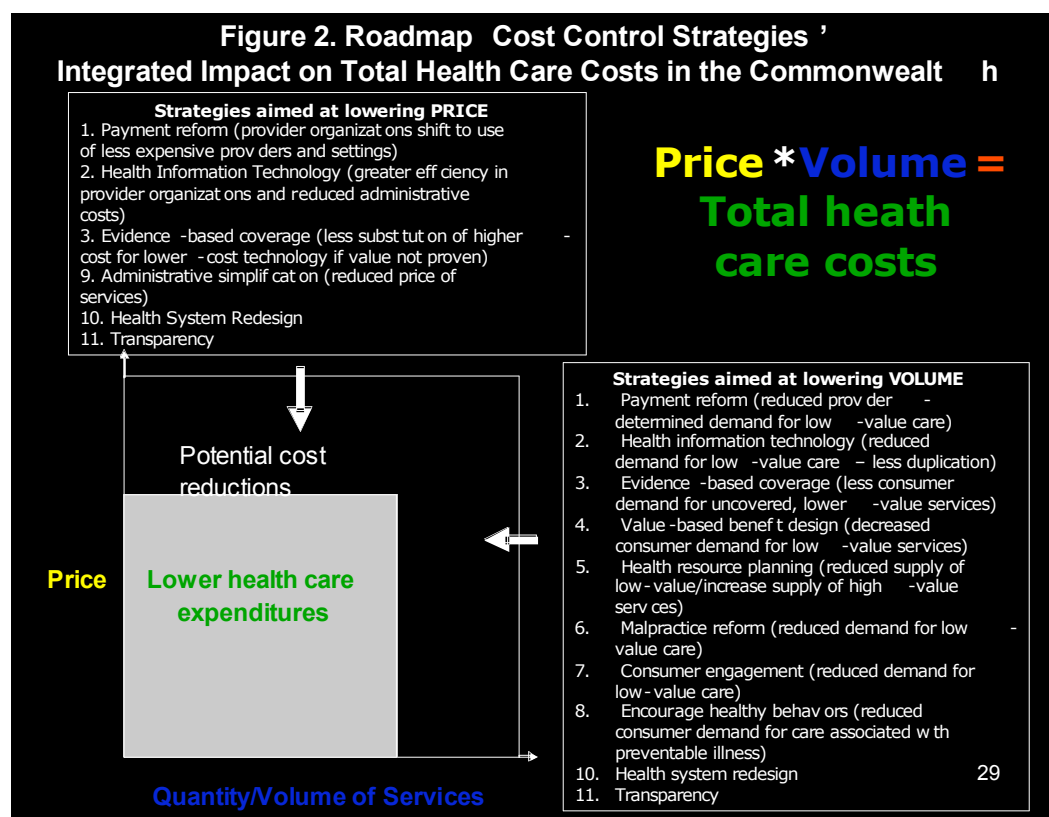 Figure 2. Roadmap Cost Control Strategies ’
Integrated Impact on Total Health Care Costs in the Commonwealt h
Strategies aimed at lowering PRICE
1. Payment reform (provider organizat ons shift to use
of less expensive prov ders and settings)
2. Health Information Technology (greater eff ciency in
provider organizat ons and reduced administrative
costs)
3. Evidence -based coverage (less subst tut on of higher -
cost for lower -cost technology if value not proven)
9. Administrative simplif cat on (reduced price of
services)
10. Health System Redesign
11. Transparency
Price * Volume =
Total heath
care costs
Potential cost
reductions
Price
Lower health care
expenditures
Quantity/Volume of Services
Strategies aimed at lowering VOLUME
1. Payment reform (reduced prov der -
determined demand for low -value care)
2. Health information technology (reduced
demand for low -value care – less duplication)
3. Evidence -based coverage (less consumer
demand for uncovered, lower -value services)
4. Value -based benef t design (decreased
consumer demand for low -value services)
5. Health resource planning (reduced supply of
low-value/increase supply of high -value
serv ces)
6. Malpractice reform (reduced demand for low -
value care)
7. Consumer engagement (reduced demand for
low-value care)
8. Encourage healthy behav ors (reduced
consumer demand for care associated w th
preventable illness)
10. Health system redesign
11. Transparency
29